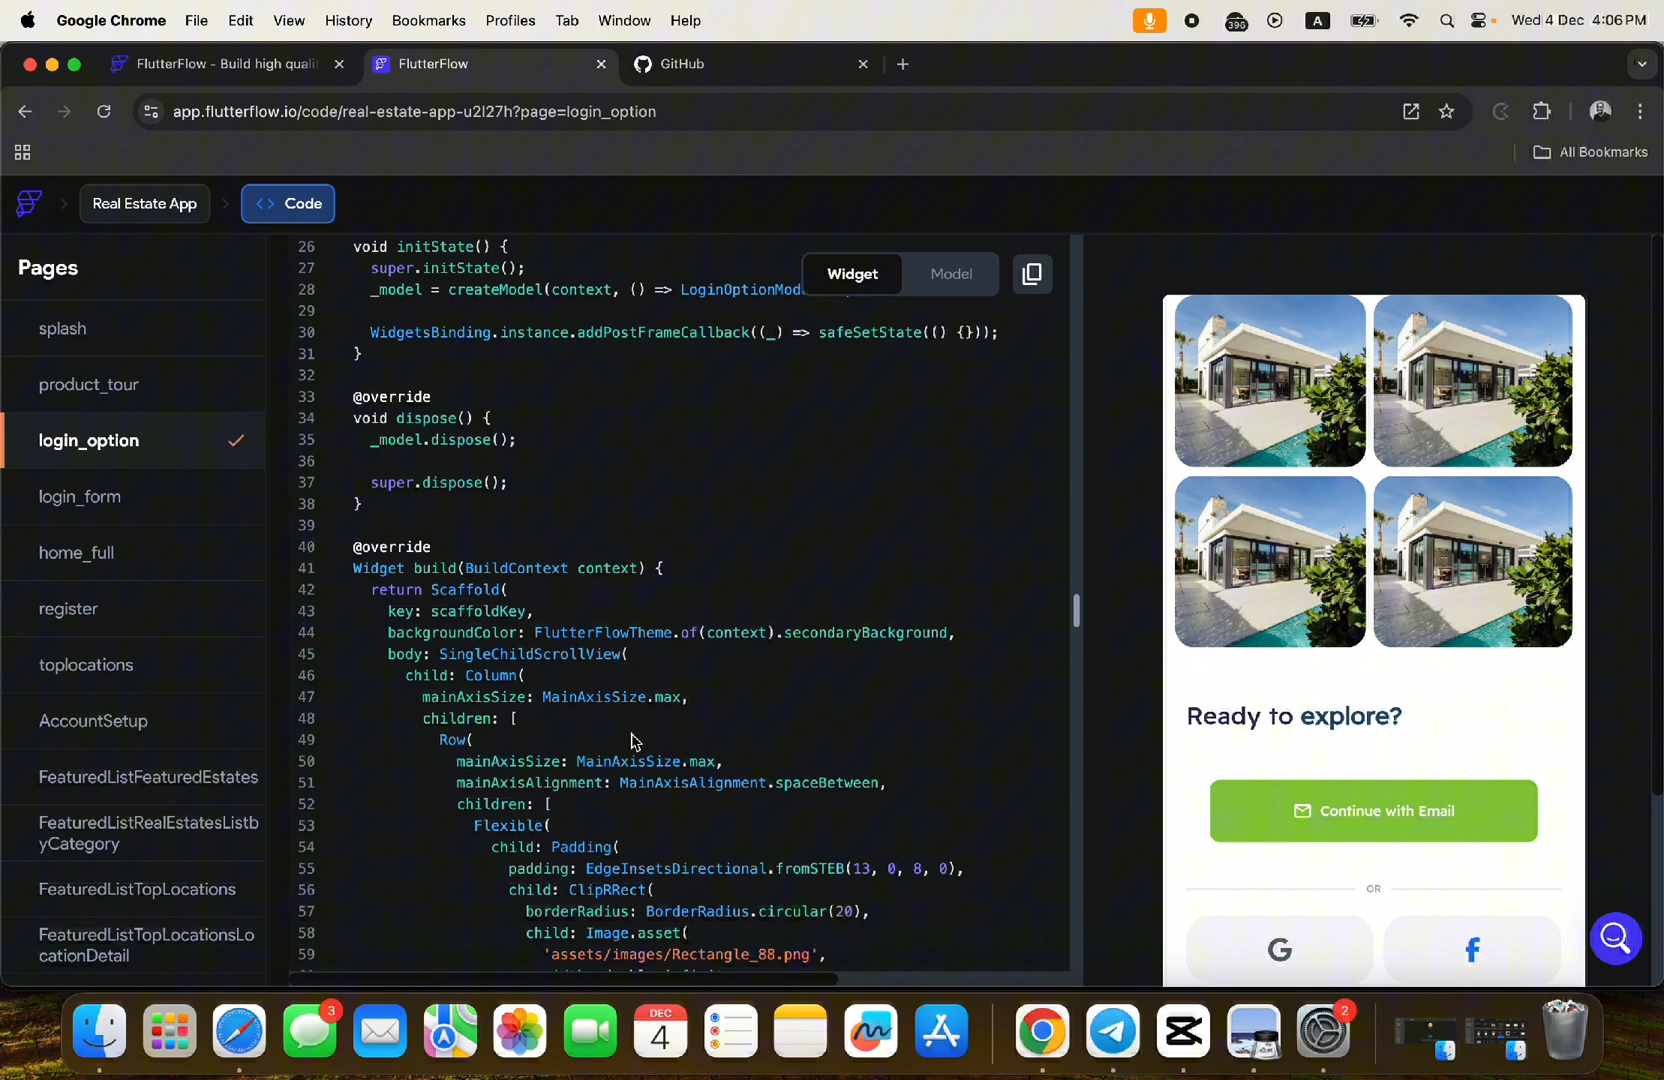 Google Chrome File Edit View History Bookmarks Profiles Tab Window Help
396 A Wed 4 Dec 4:06 PM
FlutterFlow - Build high qualit
FlutterFlow
GitHub
app.flutterflow.io/code/real-estate-app-u2l27h?page=login_option
All Bookmarks
Real Estate App
<> Code
Pages
splash
product_tour
login_option
login_form
home_full
register
toplocations
AccountSetup
FeaturedListFeaturedEstates
FeaturedListRealEstatesListb
yCategory
FeaturedListTopLocations
FeaturedListTopLocationsLo
cationDetail
Widget Model
26 void initState() {
27 super.initState();
28 _model = createModel(context, () => LoginOptionMod
29
30 WidgetsBinding.instance.addPostFrameCallback((_) => safeSetState(() {}));
31 }
32
33 @override
34 void dispose() {
35 _model.dispose();
36
37 super.dispose();
38 }
39
40 @override
41 Widget build(BuildContext context) {
42 return Scaffold(
43 key: scaffoldKey,
44 backgroundColor: FlutterFlowTheme.of(context).secondaryBackground,
45 body: SingleChildScrollView(
46 child: Column(
47 mainAxisSize: MainAxisSize.max,
48 children: [
49 Row(
50 mainAxisSize: MainAxisSize.max,
51 mainAxisAlignment: MainAxisAlignment.spaceBetween,
52 children: [
53 Flexible(
54 child: Padding(
55 padding: EdgeInsetsDirectional.fromSTEB(13, 0, 8, 0),
56 child: ClipRRect(
57 borderRadius: BorderRadius.circular(20),
58 child: Image.asset(
59 'assets/images/Rectangle_88.png',
Ready to explore?
Continue with Email
OR
G f
3
DEC
4
2